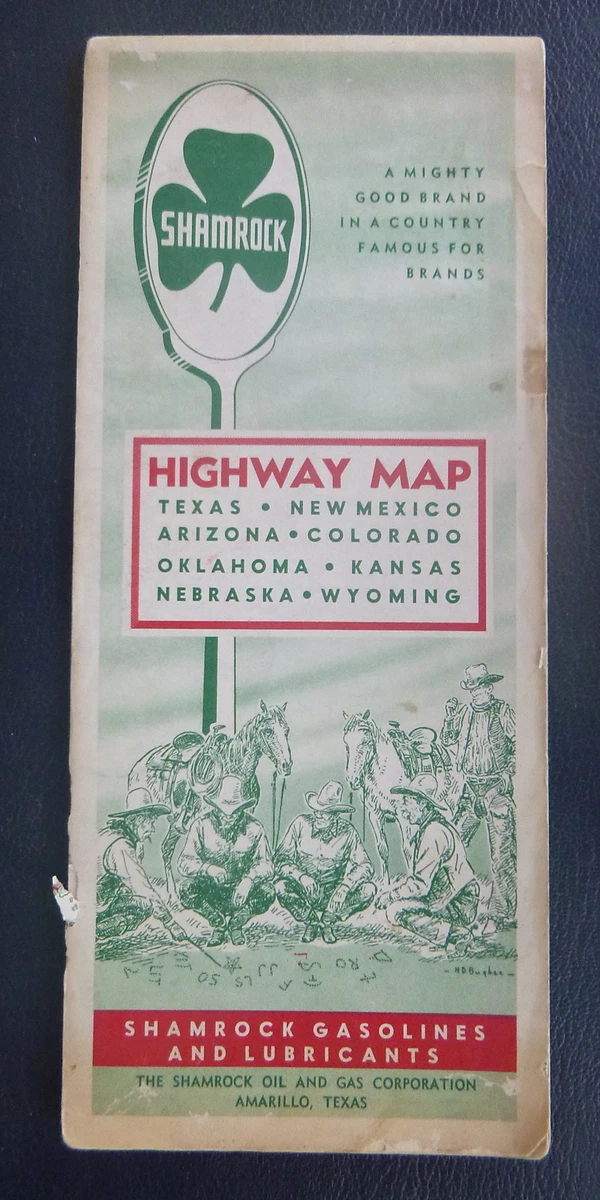 SHAMROCK
A MIGHTY
GOOD BRAND
IN A COUNTRY
FAMOUS FOR
BRANDS
HIGHWAY MAP
TEXAS • NEW MEXICO
ARIZONA • COLORADO
OKLAHOMA • KANSAS
NEBRASKA • WYOMING
SHAMROCK GASOLINES
AND LUBRICANTS
THE SHAMROCK OIL AND GAS CORPORATION
AMARILLO, TEXAS